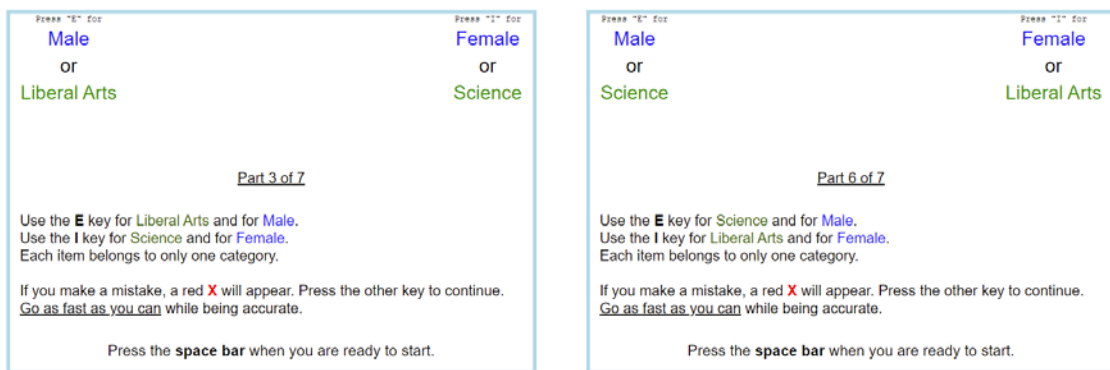 Press "E" for
Press "I" for
Male
Female
or
or
Liberal Arts
Science
Part 3 of 7
Use the E key for Liberal Arts and for Male.
Use the I key for Science and for Female.
Each item belongs to only one category.
If you make a mistake, a red X will appear. Press the other key to continue.
Go as fast as you can while being accurate.
Press the space bar when you are ready to start.
Press "E" for
Press "I" for
Male
Female
or
or
Science
Liberal Arts
Part 6 of 7
Use the E key for Science and for Male.
Use the I key for Liberal Arts and for Female.
Each item belongs to only one category.
If you make a mistake, a red X will appear. Press the other key to continue.
Go as fast as you can while being accurate.
Press the space bar when you are ready to start.